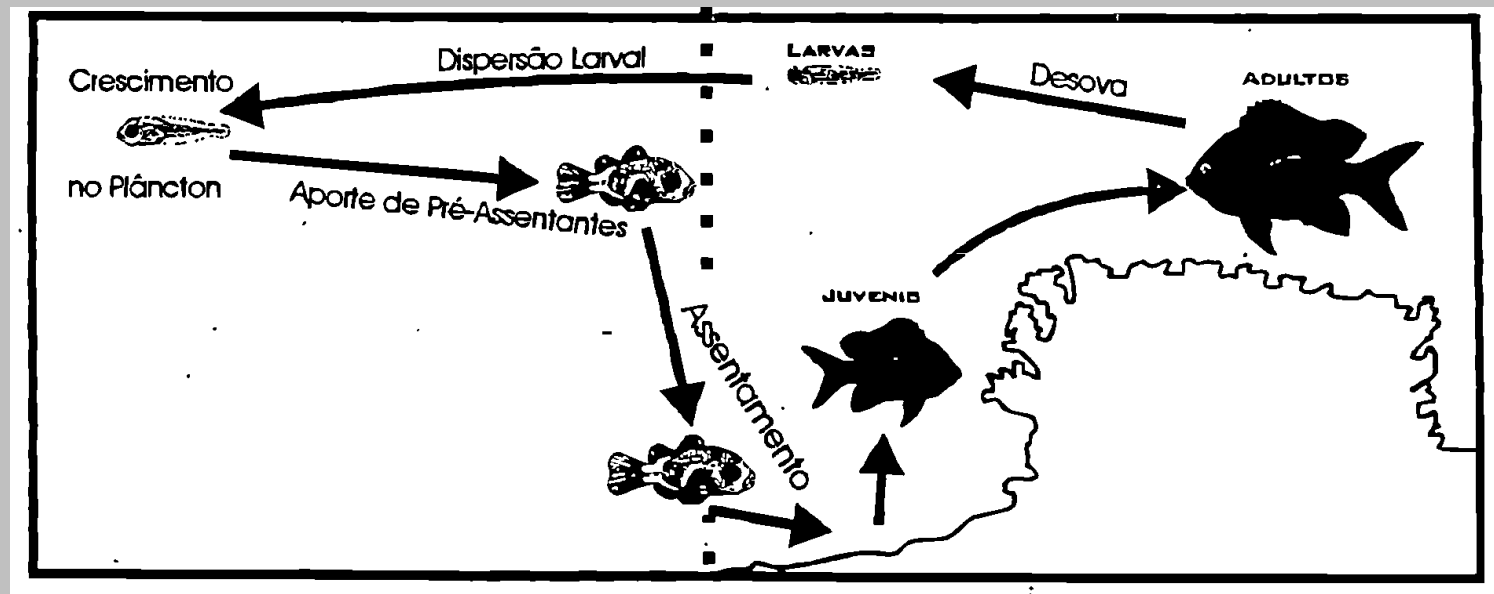 Dispersão Larval
LARVAS
Desova
ADULTOS
Crescimento
no Plâncton
Aporte de Pré-Assentantes
Assentamento
JUVENIS